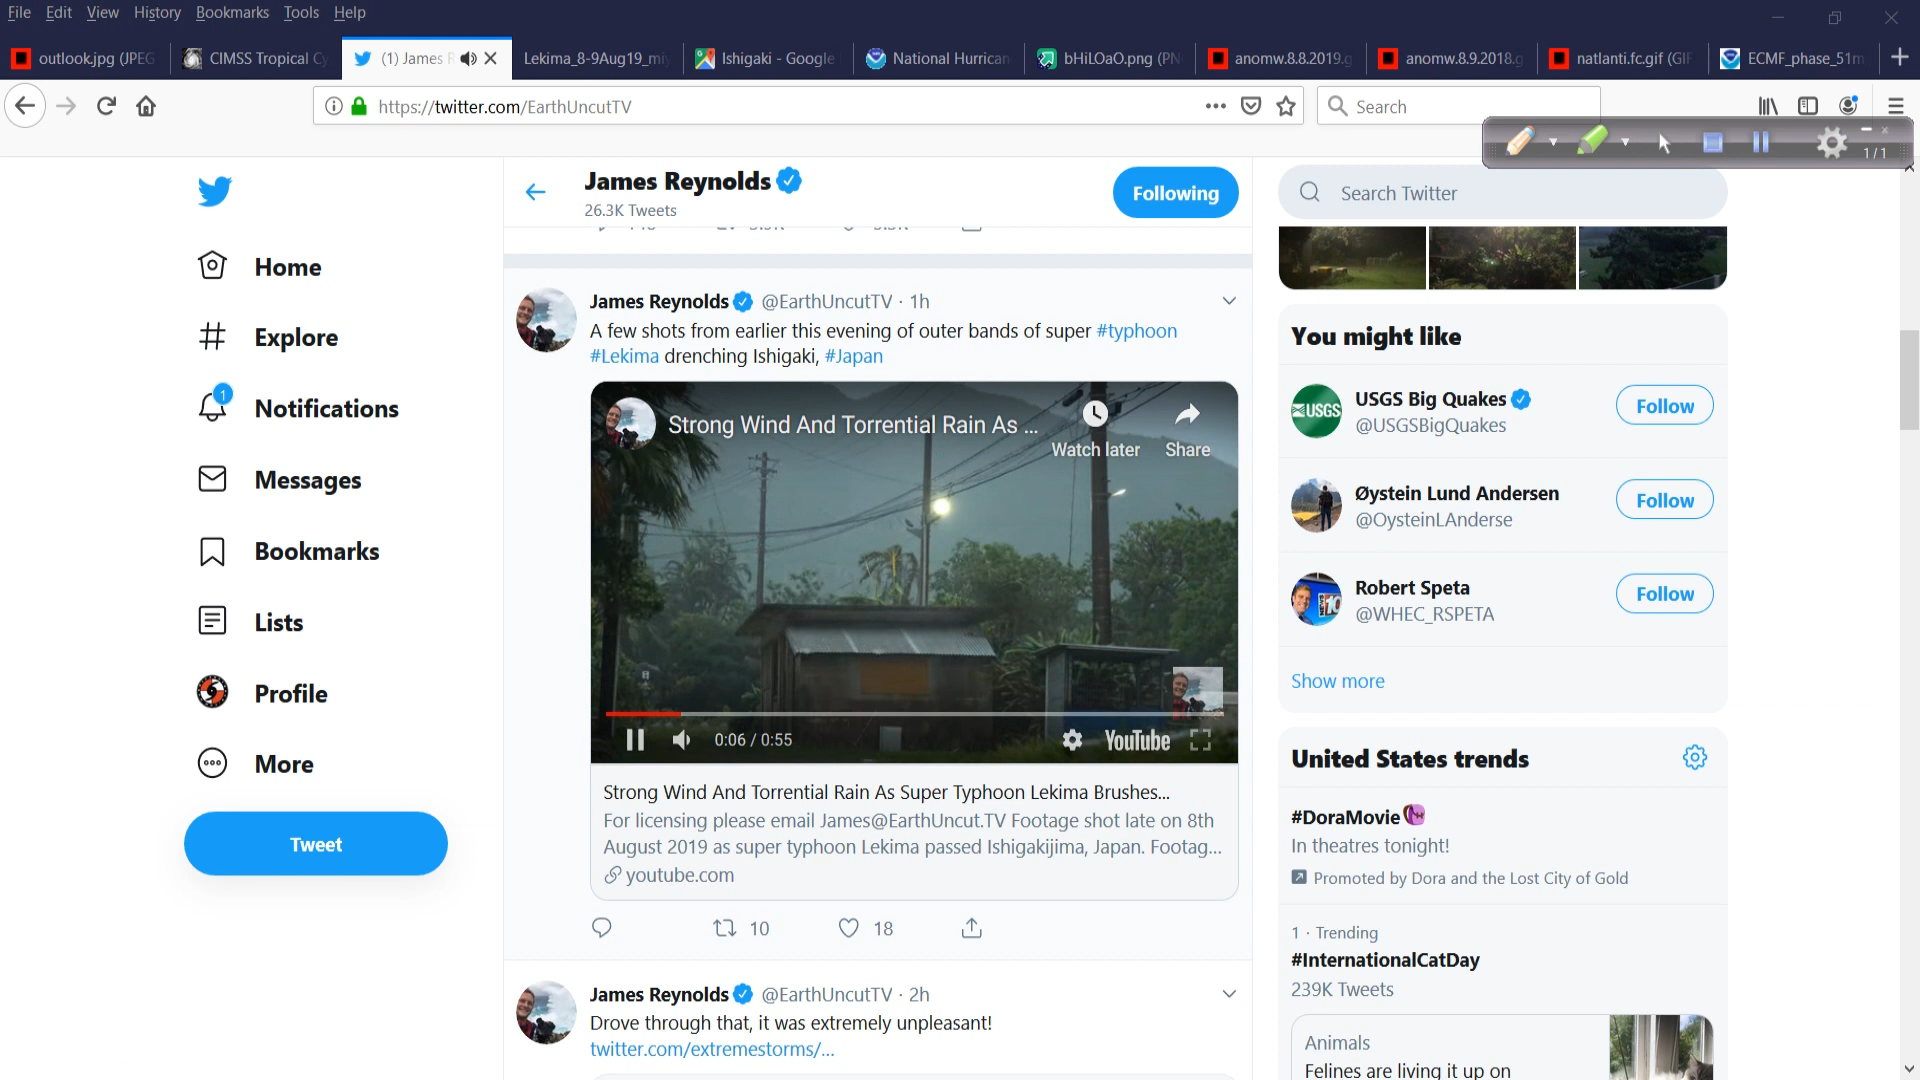 File Edit View History Bookmarks Tools Help
outlook.jpg (JPEG
CIMSS Tropical Cy
(1) James R
Lekima_8-9Aug19_mi
Ishigaki - Google
National Hurrican
bHiLOaO.png (PN
anomw.8.8.2019.g
anomw.8.9.2018.g
natlanti.fc.gif (GIF
ECMF_phase_51m
https://twitter.com/EarthUncutTV
Search
1/1
James Reynolds
26.3K Tweets
Following
Search Twitter
Home
Explore
1
Notifications
Messages
Bookmarks
Lists
Profile
More
Tweet
James Reynolds @EarthUncutTV · 1h
A few shots from earlier this evening of outer bands of super #typhoon
#Lekima drenching Ishigaki, #Japan
Strong Wind And Torrential Rain As ...
Watch later
Share
0:06 / 0:55
YouTube
Strong Wind And Torrential Rain As Super Typhoon Lekima Brushes...
For licensing please email James@EarthUncut.TV Footage shot late on 8th
August 2019 as super typhoon Lekima passed Ishigakijima, Japan. Footag...
youtube.com
10
18
James Reynolds @EarthUncutTV · 2h
Drove through that, it was extremely unpleasant!
twitter.com/extremestorms/...
You might like
USGS
USGS Big Quakes
@USGSBigQuakes
Follow
Øystein Lund Andersen
@OysteinLAnderse
Follow
10
Robert Speta
@WHEC_RSPETA
Follow
Show more
United States trends
#DoraMovie
In theatres tonight!
Promoted by Dora and the Lost City of Gold
1 · Trending
#InternationalCatDay
239K Tweets
Animals
Felines are living it up on